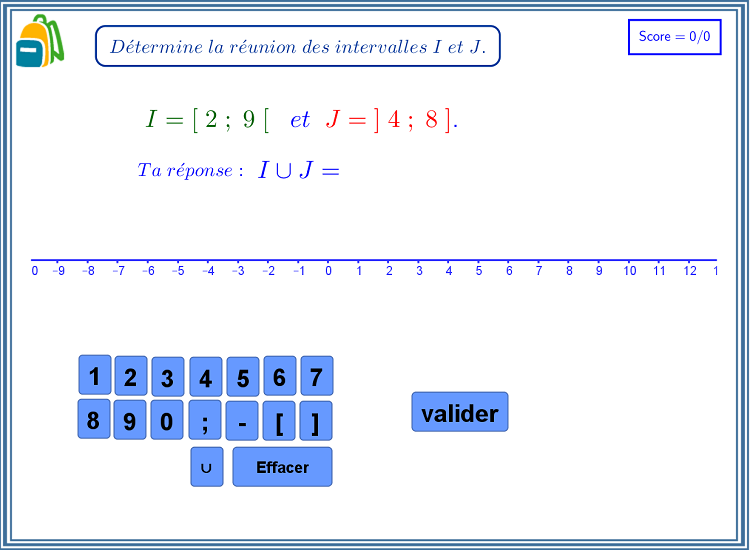 Détermine la réunion des intervalles I et J.
Score = 0/0
I = [ 2 ; 9 [ et J = ] 4 ; 8 ].
Ta réponse : I ∪ J =
0 −9 −8 −7 −6 −5 −4 −3 −2 −1 0 1 2 3 4 5 6 7 8 9 10 11 12 1
1 2 3 4 5 6 7
8 9 0 ; - [ ]
valider
∪ Effacer